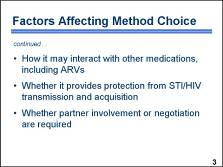 Factors Affecting Method Choice
continued...
• How it may interact with other medications,
including ARVs
• Whether it provides protection from STI/HIV
transmission and acquisition
• Whether partner involvement or negotiation
are required
3